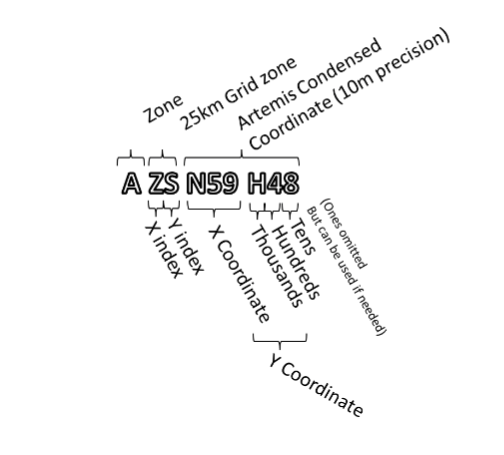 Zone
25km Grid zone
Artemis Condensed
Coordinate (10m precision)
A ZS N59 H48
X index
Y index
X Coordinate
Thousands
Hundreds
Tens
(Ones omitted
But can be used if needed)
Y Coordinate